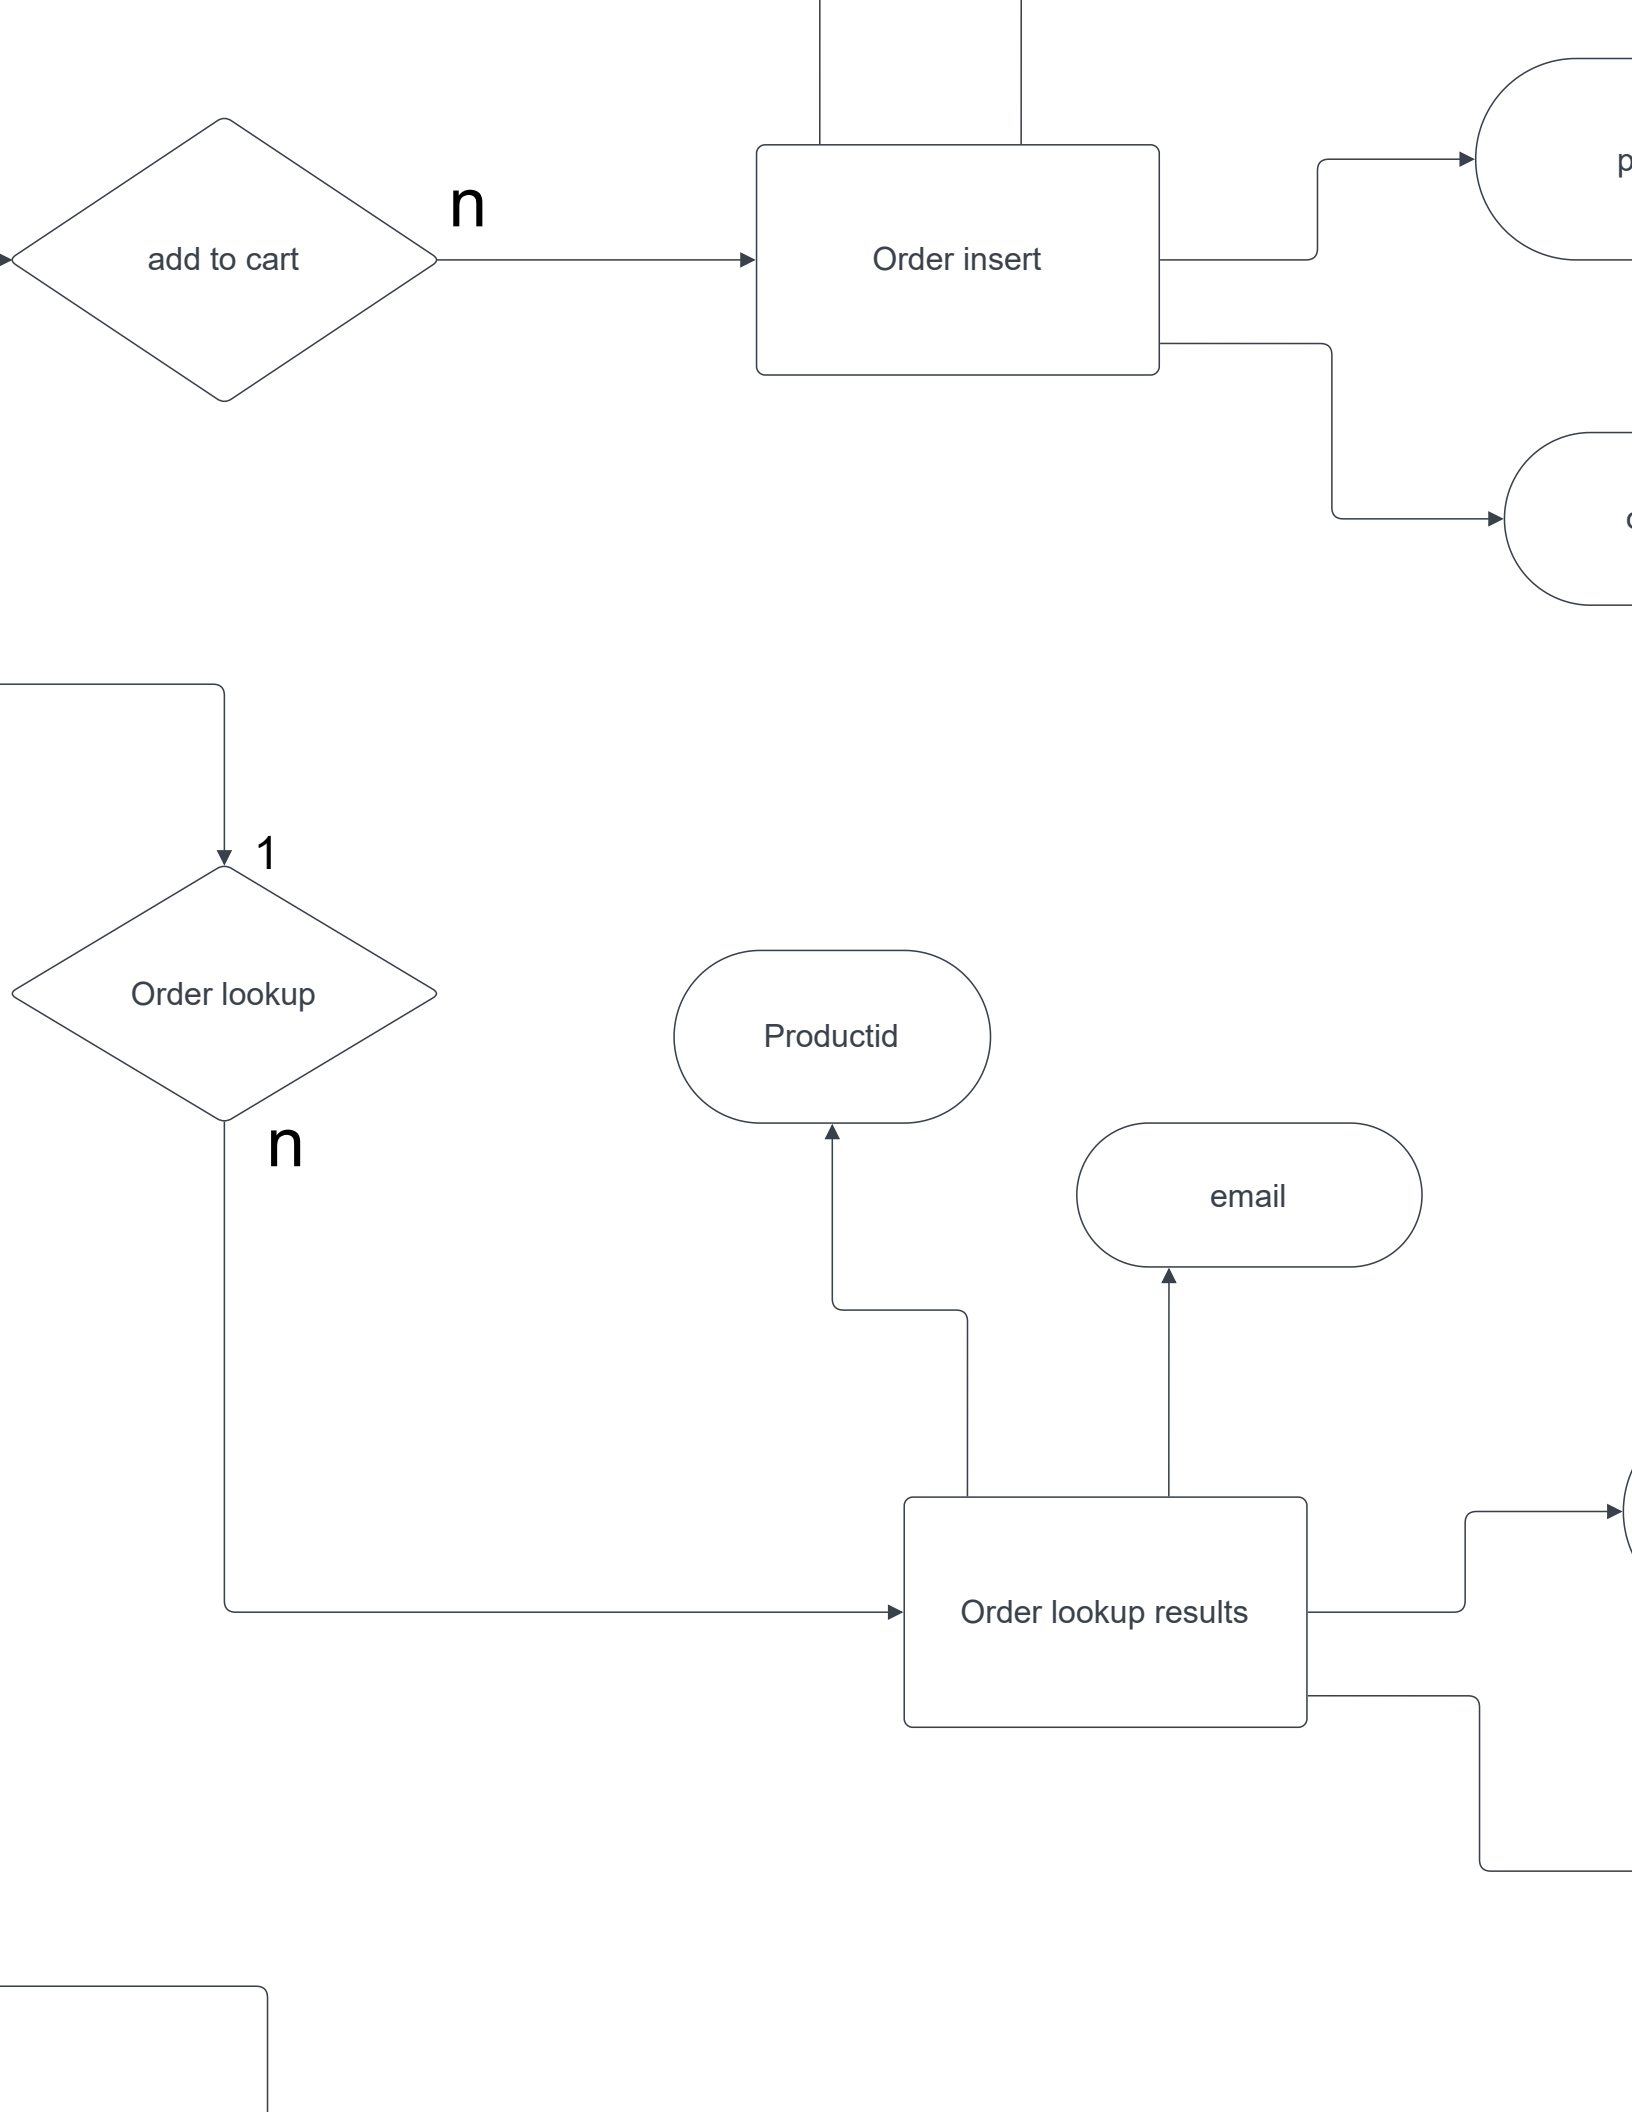 n
add to cart
Order insert
1
Order lookup
Productid
n
email
Order lookup results